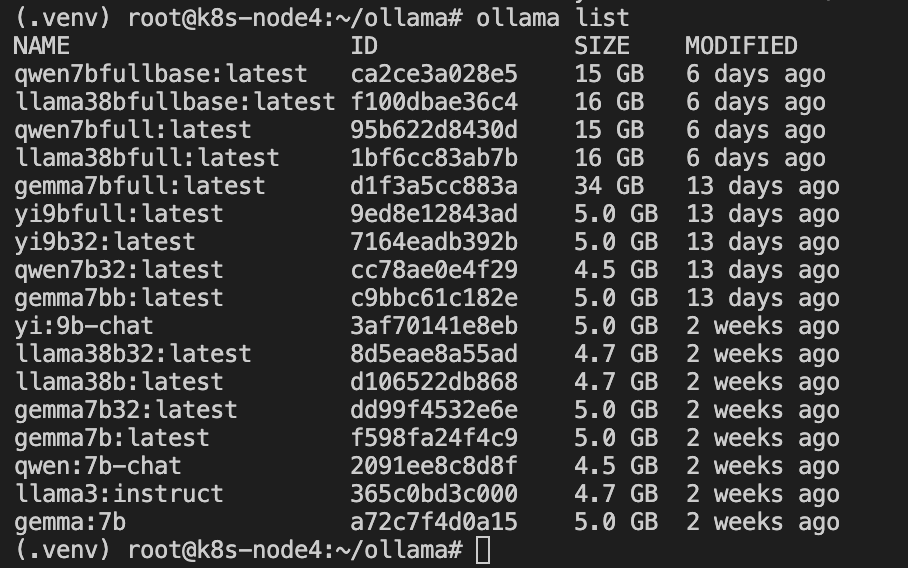 (.venv) root@k8s-node4:~/ollama# ollama list
NAME ID SIZE MODIFIED
qwen7bfullbase:latest ca2ce3a028e5 15 GB 6 days ago
llama38bfullbase:latest f100dbae36c4 16 GB 6 days ago
qwen7bfull:latest 95b622d8430d 15 GB 6 days ago
llama38bfull:latest 1bf6cc83ab7b 16 GB 6 days ago
gemma7bfull:latest d1f3a5cc883a 34 GB 13 days ago
yi9bfull:latest 9ed8e12843ad 5.0 GB 13 days ago
yi9b32:latest 7164eadb392b 5.0 GB 13 days ago
qwen7b32:latest cc78ae0e4f29 4.5 GB 13 days ago
gemma7bb:latest c9bbc61c182e 5.0 GB 13 days ago
yi:9b-chat 3af70141e8eb 5.0 GB 2 weeks ago
llama38b32:latest 8d5eae8a55ad 4.7 GB 2 weeks ago
llama38b:latest d106522db868 4.7 GB 2 weeks ago
gemma7b32:latest dd99f4532e6e 5.0 GB 2 weeks ago
gemma7b:latest f598fa24f4c9 5.0 GB 2 weeks ago
qwen:7b-chat 2091ee8c8d8f 4.5 GB 2 weeks ago
llama3:instruct 365c0bd3c000 4.7 GB 2 weeks ago
gemma:7b a72c7f4d0a15 5.0 GB 2 weeks ago
(.venv) root@k8s-node4:~/ollama#